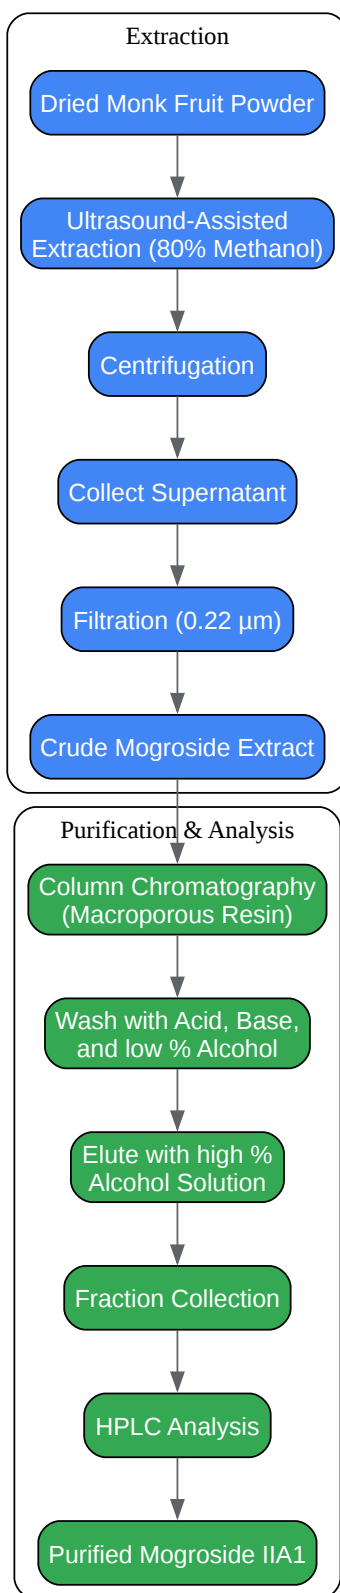 Extraction
Dried Monk Fruit Powder
Ultrasound-Assisted
Extraction (80% Methanol)
Centrifugation
Collect Supernatant
Filtration (0.22 µm)
Crude Mogroside Extract
Purification & Analysis
Column Chromatography
(Macroporous Resin)
Wash with Acid, Base,
and low % Alcohol
Elute with high %
Alcohol Solution
Fraction Collection
HPLC Analysis
Purified Mogroside IIA1